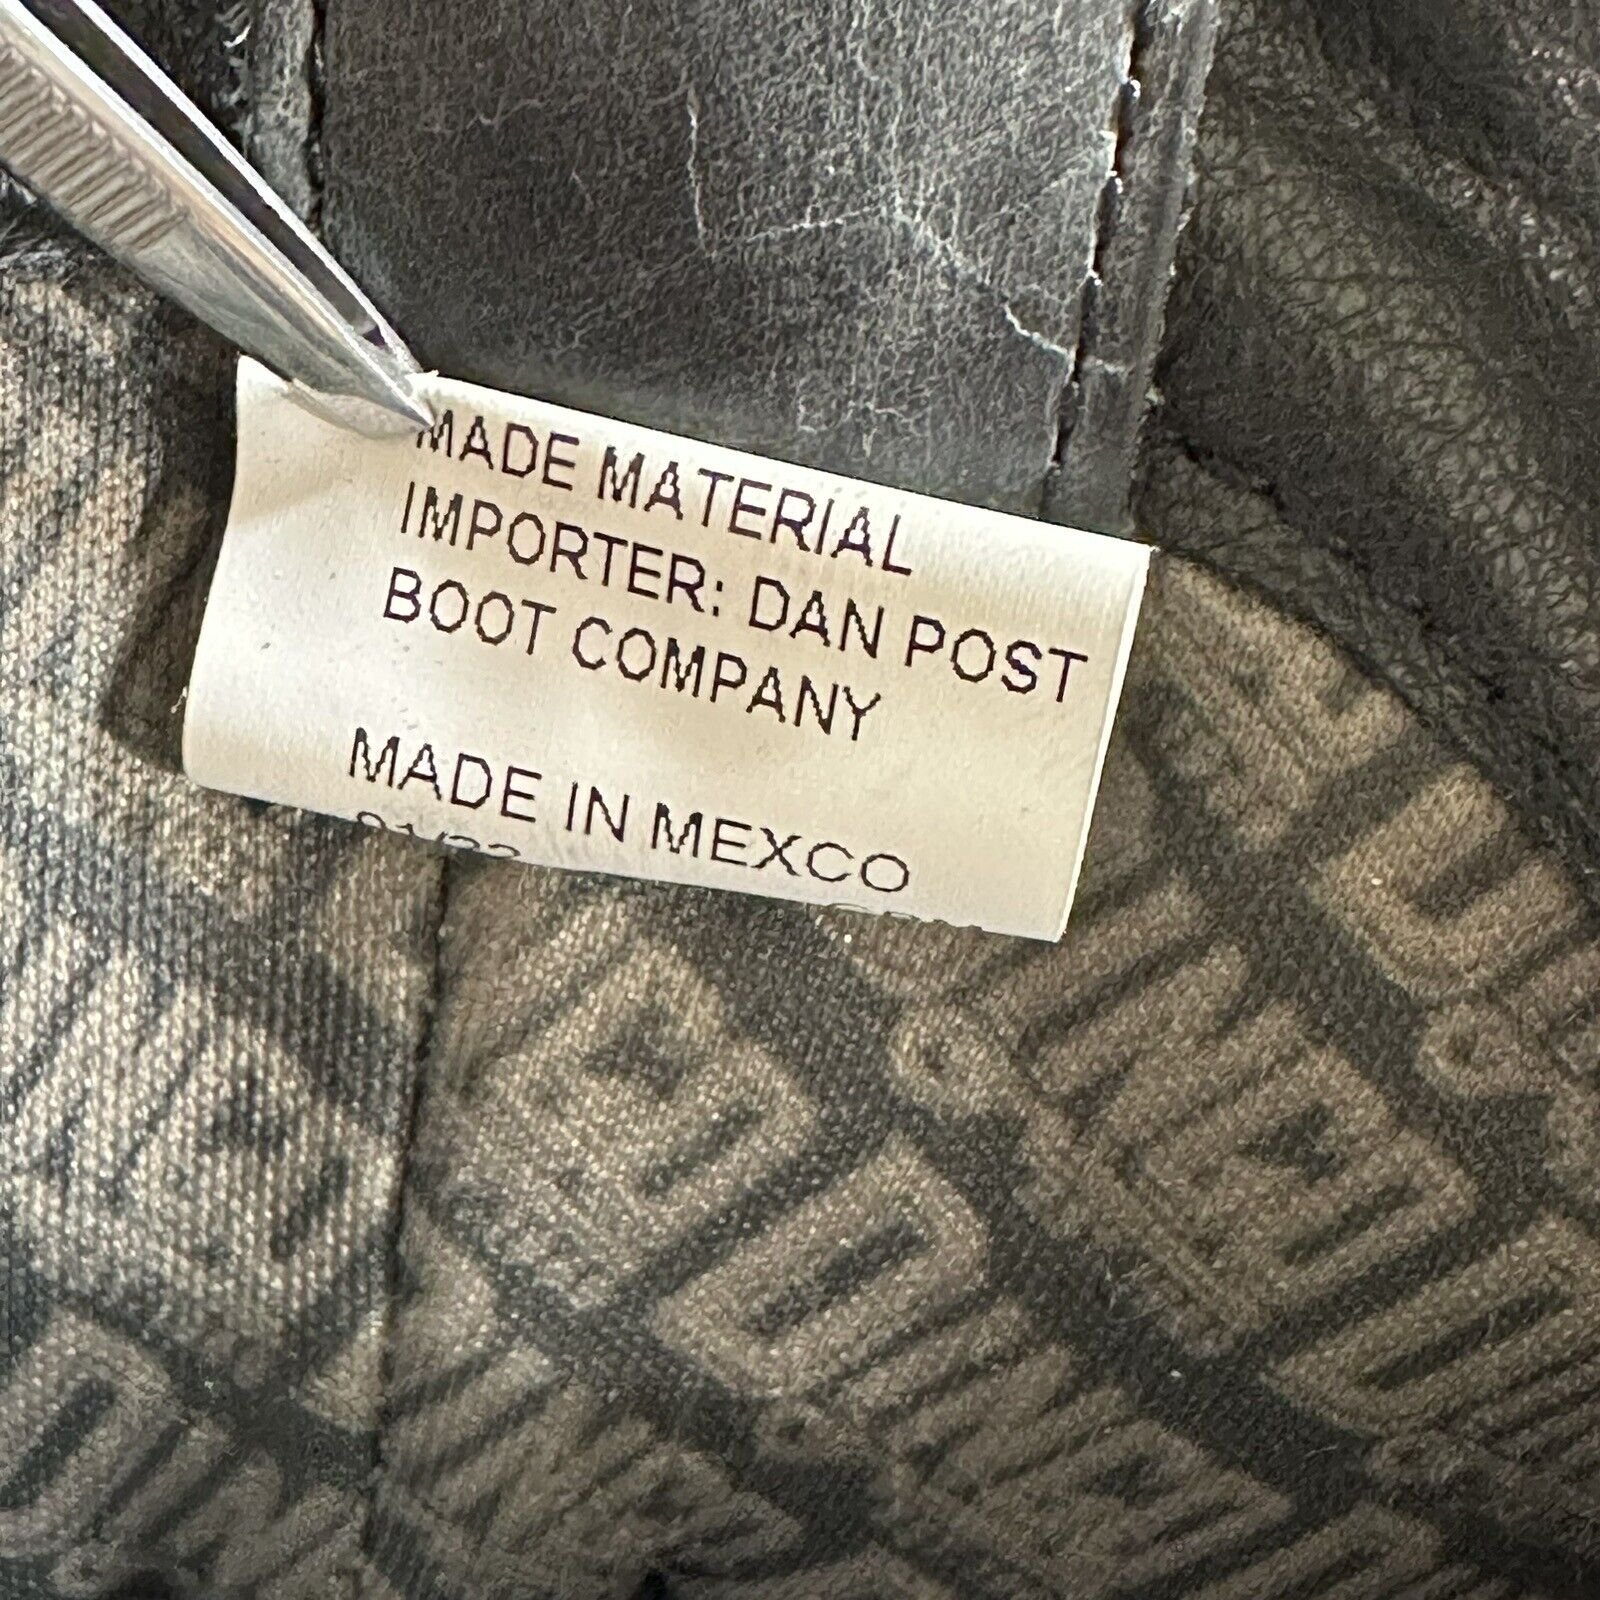 MADE MATERIAL
IMPORTER: DAN POST
BOOT COMPANY
MADE IN MEXCO